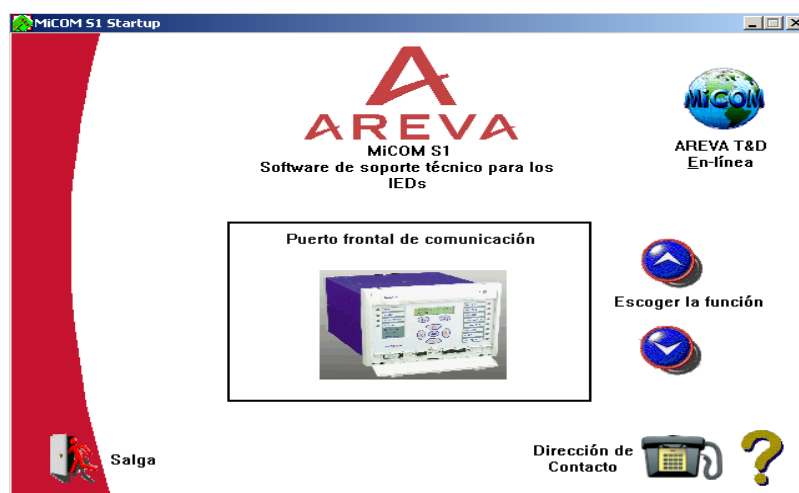 MiCOM S1 Startup
AREVA
MiCOM S1
Software de soporte técnico para los
IEDs
MiCOM
AREVA T&D
En-línea
Puerto frontal de comunicación
Escoger la función
Salga
Dirección de
Contacto